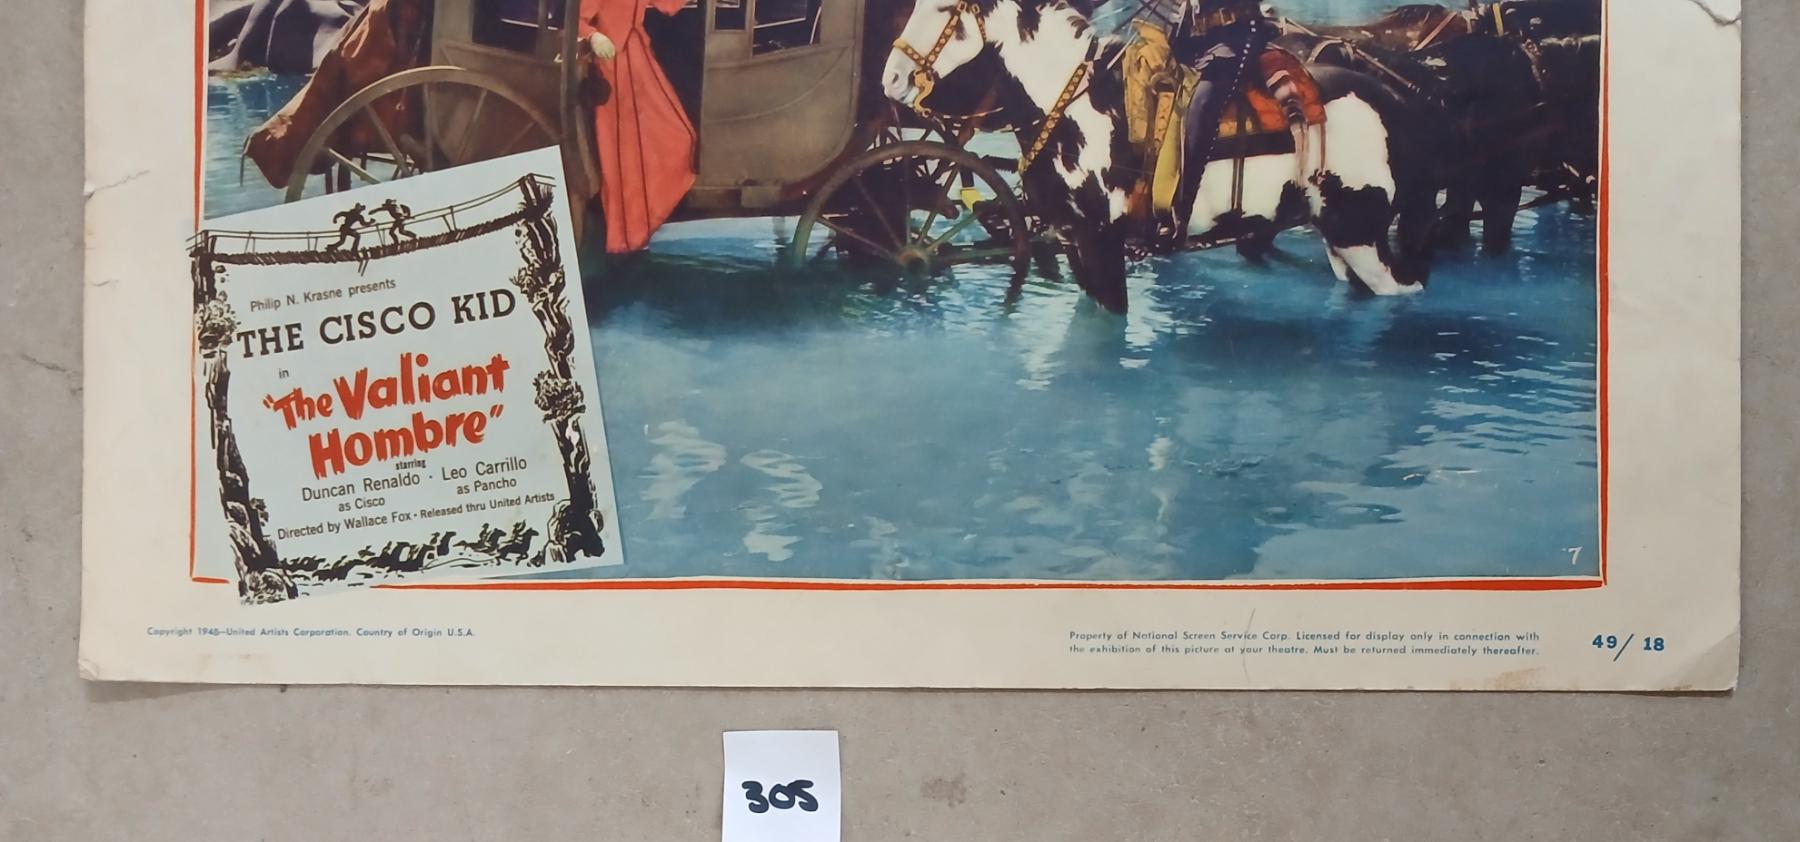 Philip N. Krasne presents
THE CISCO KID
in
"The Valiant
Hombre"
starring
Duncan Renaldo · Leo Carrillo
as Cisco as Pancho
Directed by Wallace Fox · Released thru United Artists
7
Copyright 1948—United Artists Corporation. Country of Origin U.S.A.
Property of National Screen Service Corp. Licensed for display only in connection with
the exhibition of this picture at your theatre. Must be returned immediately thereafter.
49/18
305